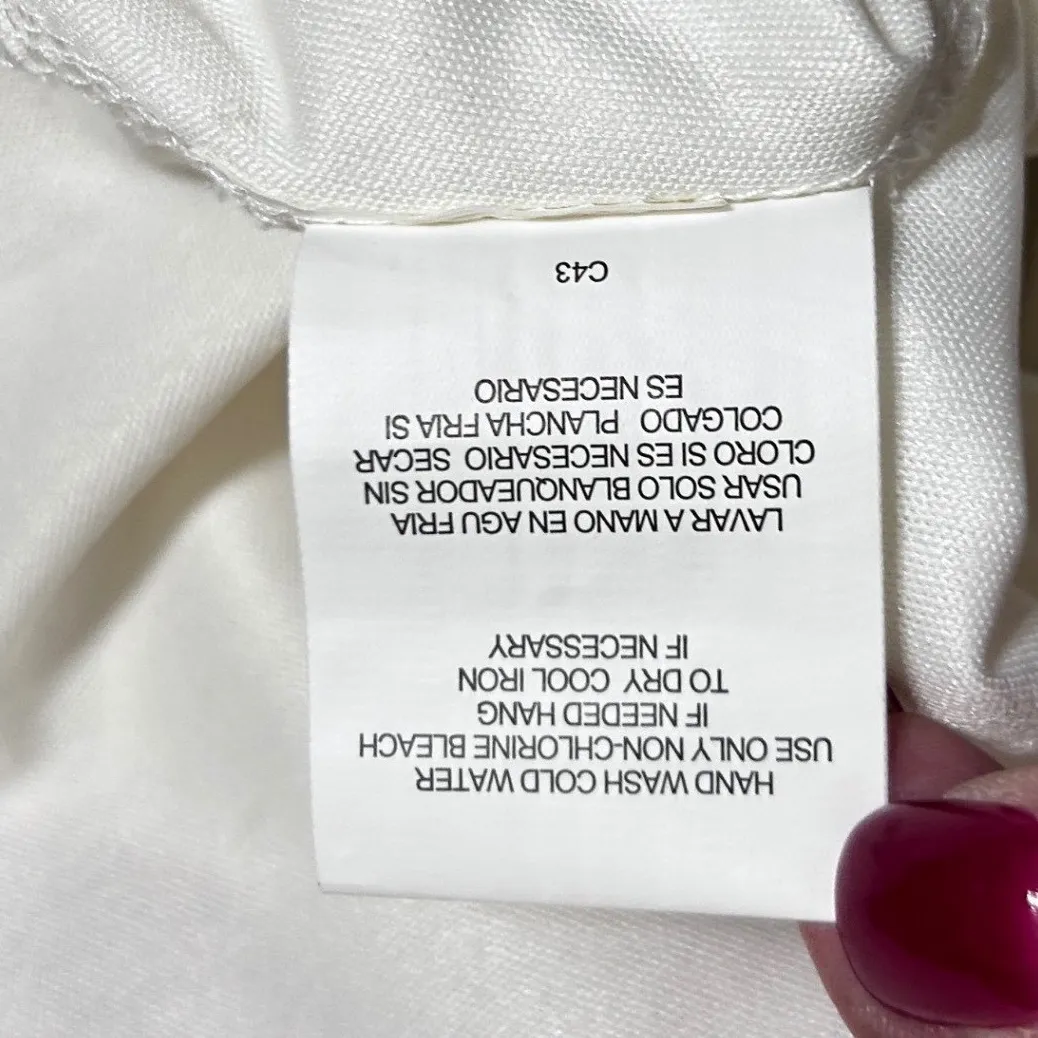 HAND WASH COLD WATER
USE ONLY NON-CHLORINE BLEACH
IF NEEDED HANG
TO DRY COOL IRON
IF NECESSARY
LAVAR A MANO EN AGU FRIA
USAR SOLO BLANQUEADOR SIN
CLORO SI ES NECESARIO SECAR
COLGADO PLANCHA FRIA SI
ES NECESARIO
C43